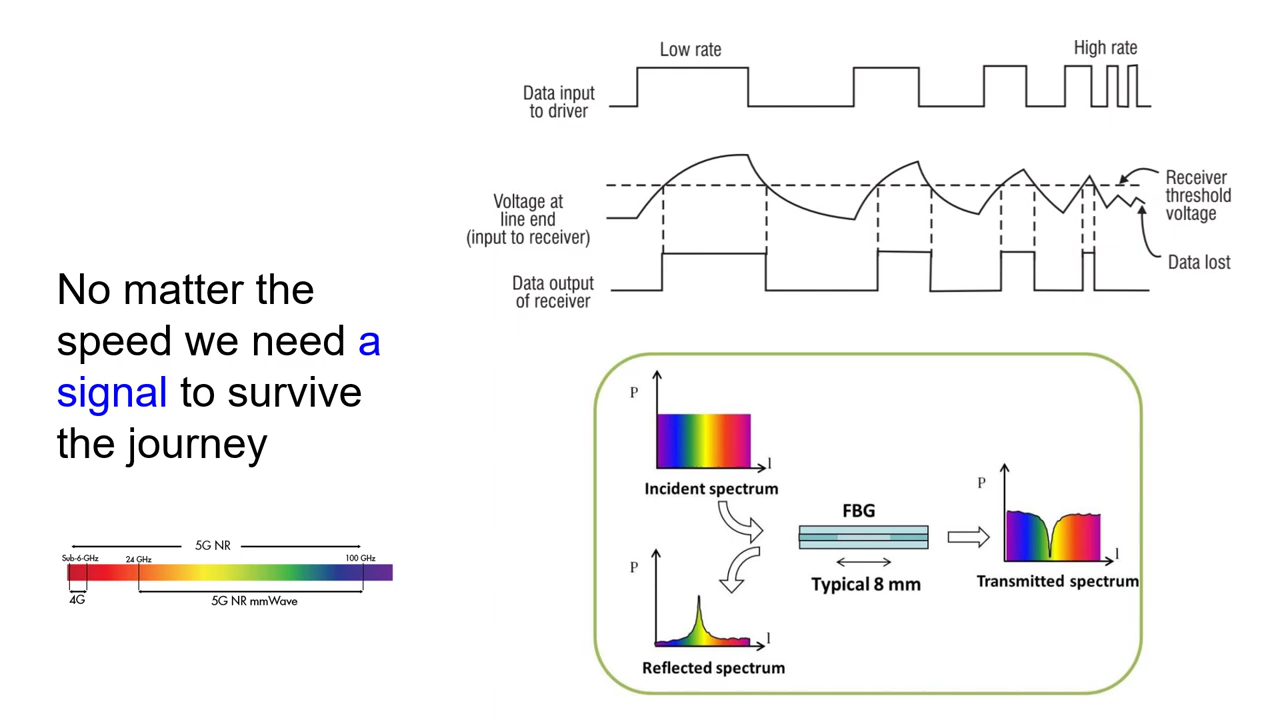 No matter the
speed we need a
signal to survive
the journey
5G NR
Sub-6-GHz
24 GHz
100 GHz
4G
5G NR mmWave
Low rate
High rate
Data input
to driver
Voltage at
line end
(input to receiver)
Receiver
threshold
voltage
Data lost
Data output
of receiver
P
l
Incident spectrum
FBG
Typical 8 mm
P
l
Transmitted spectrum
P
l
Reflected spectrum